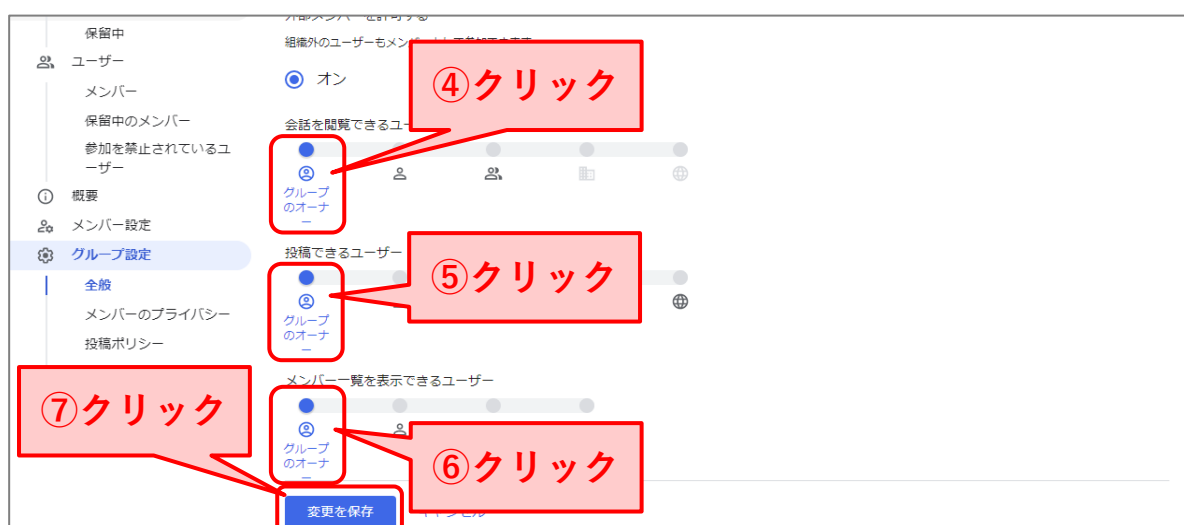 保留中
ユーザー
メンバー
保留中のメンバー
参加を禁止されているユ
ーザー
概要
メンバー設定
グループ設定
全般
メンバーのプライバシー
投稿ポリシー
組織外のユーザーもメン
オン
④クリック
会話を閲覧できるユー
グループ
のオーナ
ー
投稿できるユーザー
⑤クリック
グループ
のオーナ
ー
メンバー一覧を表示できるユーザー
グループ
のオーナ
ー
⑥クリック
⑦クリック
変更を保存